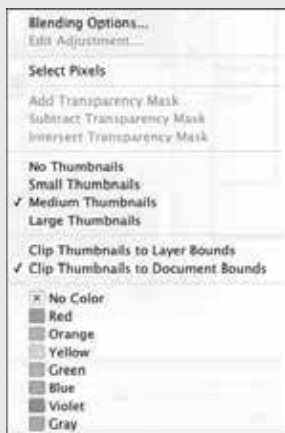 Blending Options...
Edit Adjustment...
Select Pixels
Add Transparency Mask
Subtract Transparency Mask
Intersect Transparency Mask
No Thumbnails
Small Thumbnails
✓ Medium Thumbnails
Large Thumbnails
Clip Thumbnails to Layer Bounds
✓ Clip Thumbnails to Document Bounds
No Color
Red
Orange
Yellow
Green
Blue
Violet
Gray